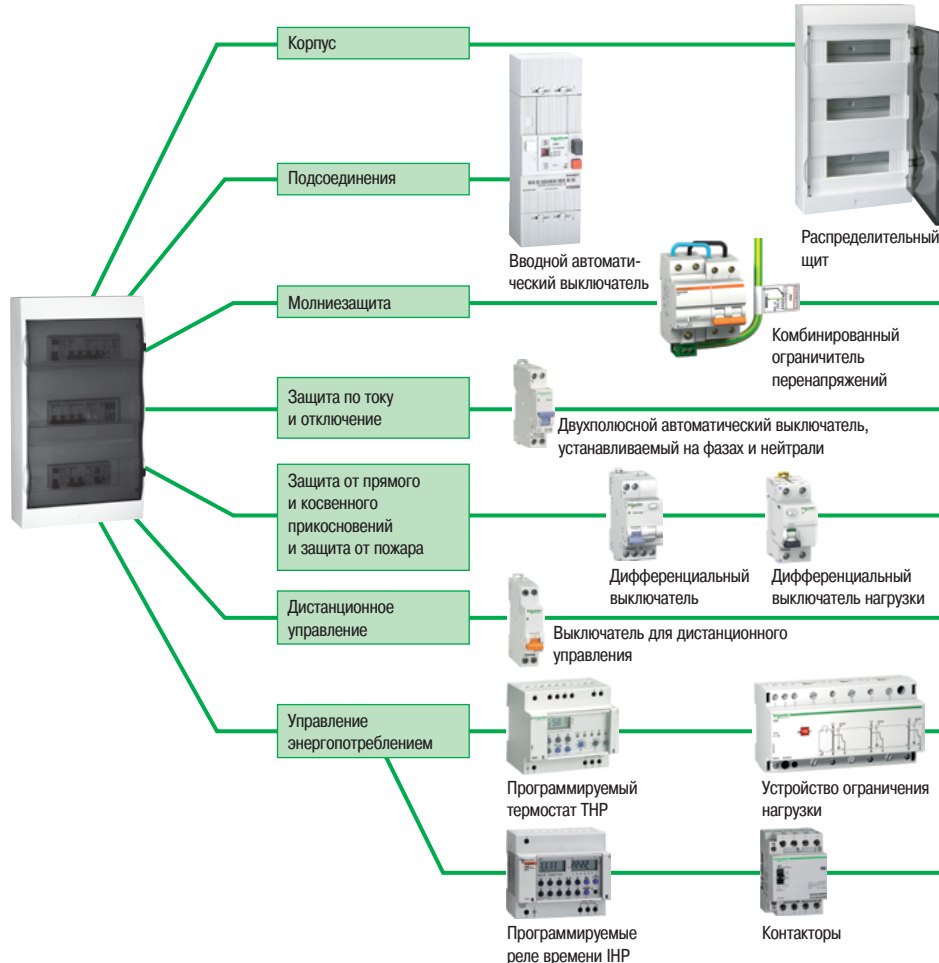 Корпус
Распределительный
щит
Подсоединения
Вводной автомати-
ческий выключатель
Молниезащита
Комбинированный
ограничитель
перенапряжений
Защита по току
и отключение
Двухполюсной автоматический выключатель,
устанавливаемый на фазах и нейтрали
Защита от прямого
и косвенного
прикосновений
и защита от пожара
Дифференциальный
выключатель
Дифференциальный
выключатель нагрузки
Дистанционное
управление
Выключатель для дистанционного
управления
Управление
энергопотреблением
Программируемый
термостат THP
Устройство ограничения
нагрузки
Программируемые
реле времени IHP
Контакторы